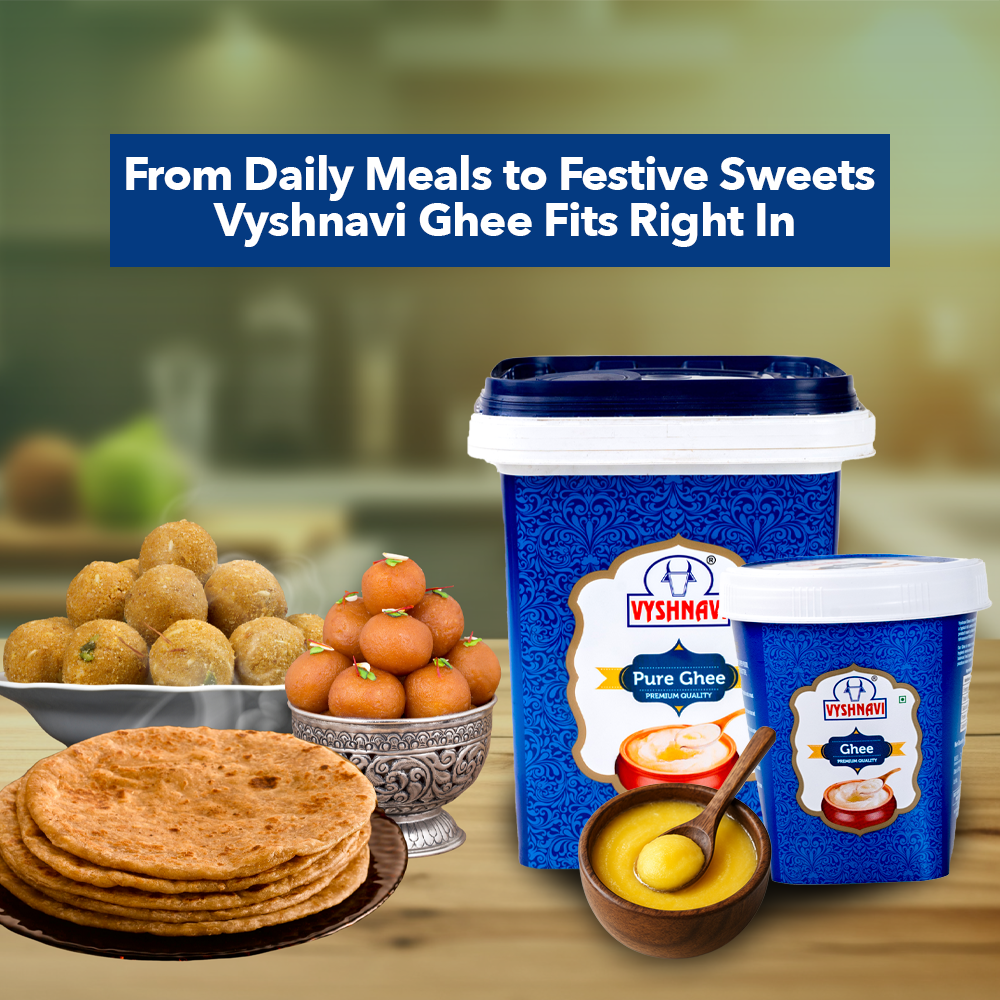 From Daily Meals to Festive Sweets
Vyshnavi Ghee Fits Right In
®
VYSHNAV
Pure Ghee
PREMIUM QUALITY
®
VYSHNAVI
Ghee
PREMIUM QUALITY